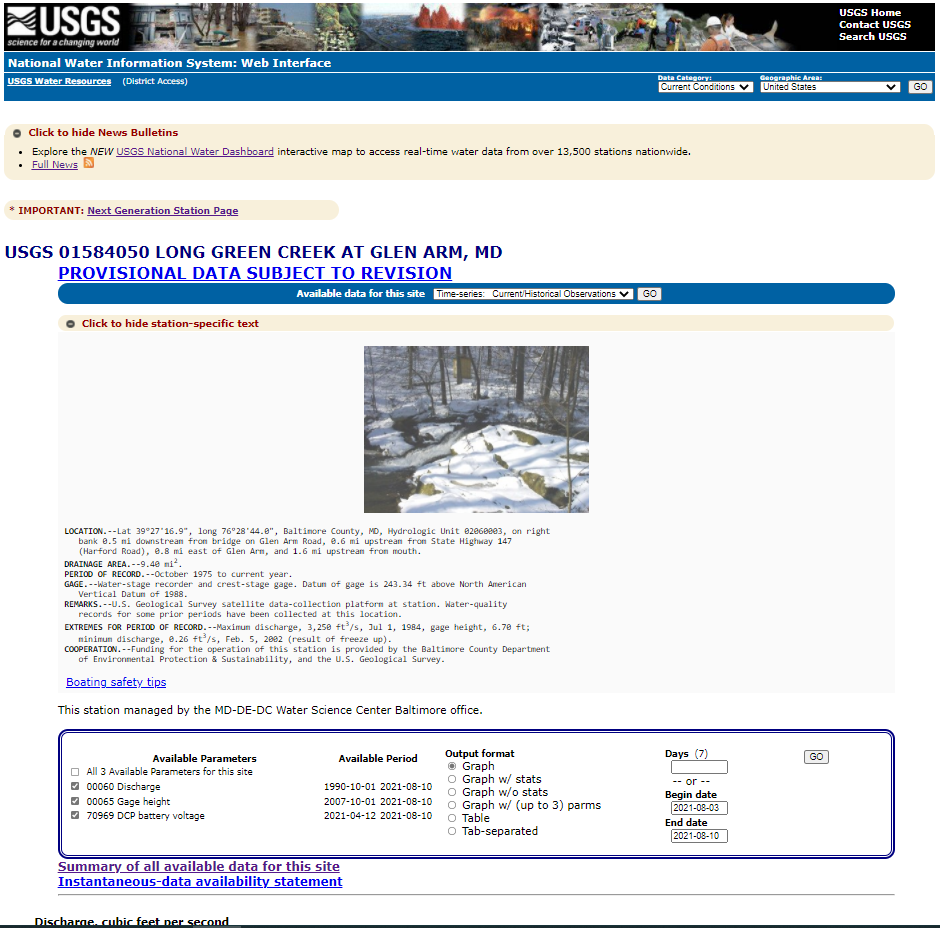 USGS
science for a changing world
USGS Home
Contact USGS
Search USGS
National Water Information System: Web Interface
USGS Water Resources (District Access)
Data Category:
Current Conditions
Geographic Area:
United States
GO
Click to hide News Bulletins
Explore the NEW USGS National Water Dashboard interactive map to access real-time water data from over 13,500 stations nationwide.
Full News
* IMPORTANT: Next Generation Station Page
USGS 01584050 LONG GREEN CREEK AT GLEN ARM, MD
PROVISIONAL DATA SUBJECT TO REVISION
Available data for this site Time-series: Current/Historical Observations GO
Click to hide station-specific text
LOCATION.--Lat 39°27'16.9", long 76°28'44.0", Baltimore County, MD, Hydrologic Unit 02060003, on right
bank 0.5 mi downstream from bridge on Glen Arm Road, 0.6 mi upstream from State Highway 147
(Harford Road), 0.8 mi east of Glen Arm, and 1.6 mi upstream from mouth.
DRAINAGE AREA.--9.40 mi².
PERIOD OF RECORD.--October 1975 to current year.
GAGE.--Water-stage recorder and crest-stage gage. Datum of gage is 243.34 ft above North American
Vertical Datum of 1988.
REMARKS.--U.S. Geological Survey satellite data-collection platform at station. Water-quality
records for some prior periods have been collected at this location.
EXTREMES FOR PERIOD OF RECORD.--Maximum discharge, 3,250 ft³/s, Jul 1, 1984, gage height, 6.70 ft;
minimum discharge, 0.26 ft³/s, Feb. 5, 2002 (result of freeze up).
COOPERATION.--Funding for the operation of this station is provided by the Baltimore County Department
of Environmental Protection & Sustainability, and the U.S. Geological Survey.
Boating safety tips
This station managed by the MD-DE-DC Water Science Center Baltimore office.
Available Parameters Available Period
All 3 Available Parameters for this site
00060 Discharge 1990-10-01 2021-08-10
00065 Gage height 2007-10-01 2021-08-10
70969 DCP battery voltage 2021-04-12 2021-08-10
Output format
Graph
Graph w/ stats
Graph w/o stats
Graph w/ (up to 3) parms
Table
Tab-separated
Days (7)
-- or --
Begin date
2021-08-03
End date
2021-08-10
GO
Summary of all available data for this site
Instantaneous-data availability statement
Discharge, cubic feet per second